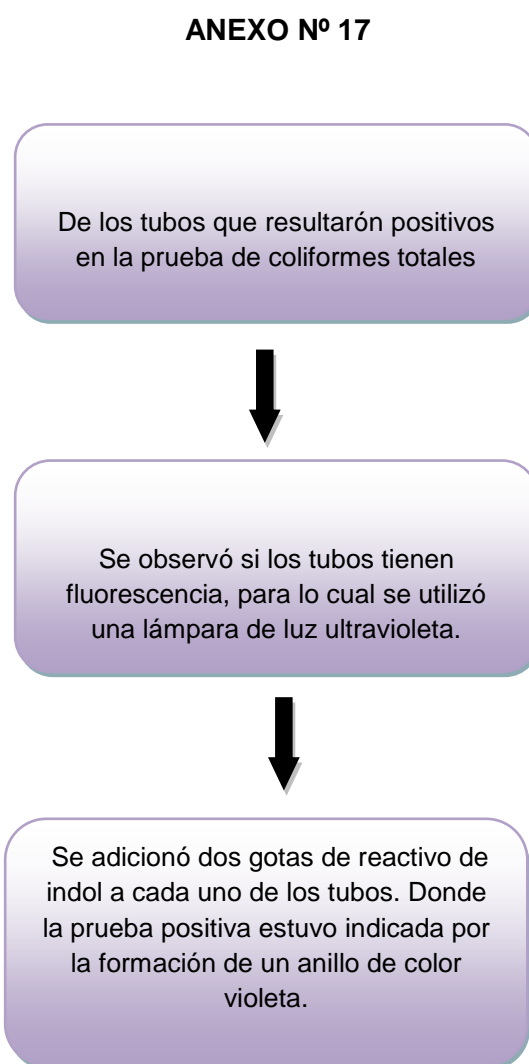 ANEXO Nº 17
De los tubos que resultarón positivos
en la prueba de coliformes totales
Se observó si los tubos tienen
fluorescencia, para lo cual se utilizó
una lámpara de luz ultravioleta.
Se adicionó dos gotas de reactivo de
indol a cada uno de los tubos. Donde
la prueba positiva estuvo indicada por
la formación de un anillo de color
violeta.